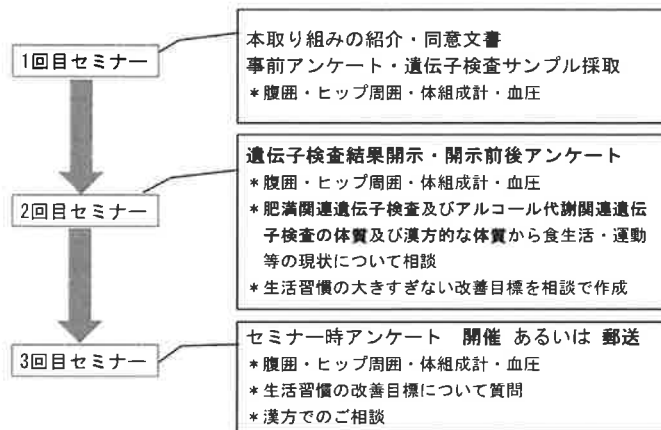 1回目セミナー
本取り組みの紹介・同意文書
事前アンケート・遺伝子検査サンプル採取
＊腹囲・ヒップ周囲・体組成計・血圧
2回目セミナー
遺伝子検査結果開示・開示前後アンケート
＊腹囲・ヒップ周囲・体組成計・血圧
＊肥満関連遺伝子検査及びアルコール代謝関連遺伝
子検査の体質及び漢方的な体質から食生活・運動
等の現状について相談
＊生活習慣の大きすぎない改善目標を相談で作成
3回目セミナー
セミナー時アンケート　開催 あるいは 郵送
＊腹囲・ヒップ周囲・体組成計・血圧
＊生活習慣の改善目標について質問
＊漢方でのご相談